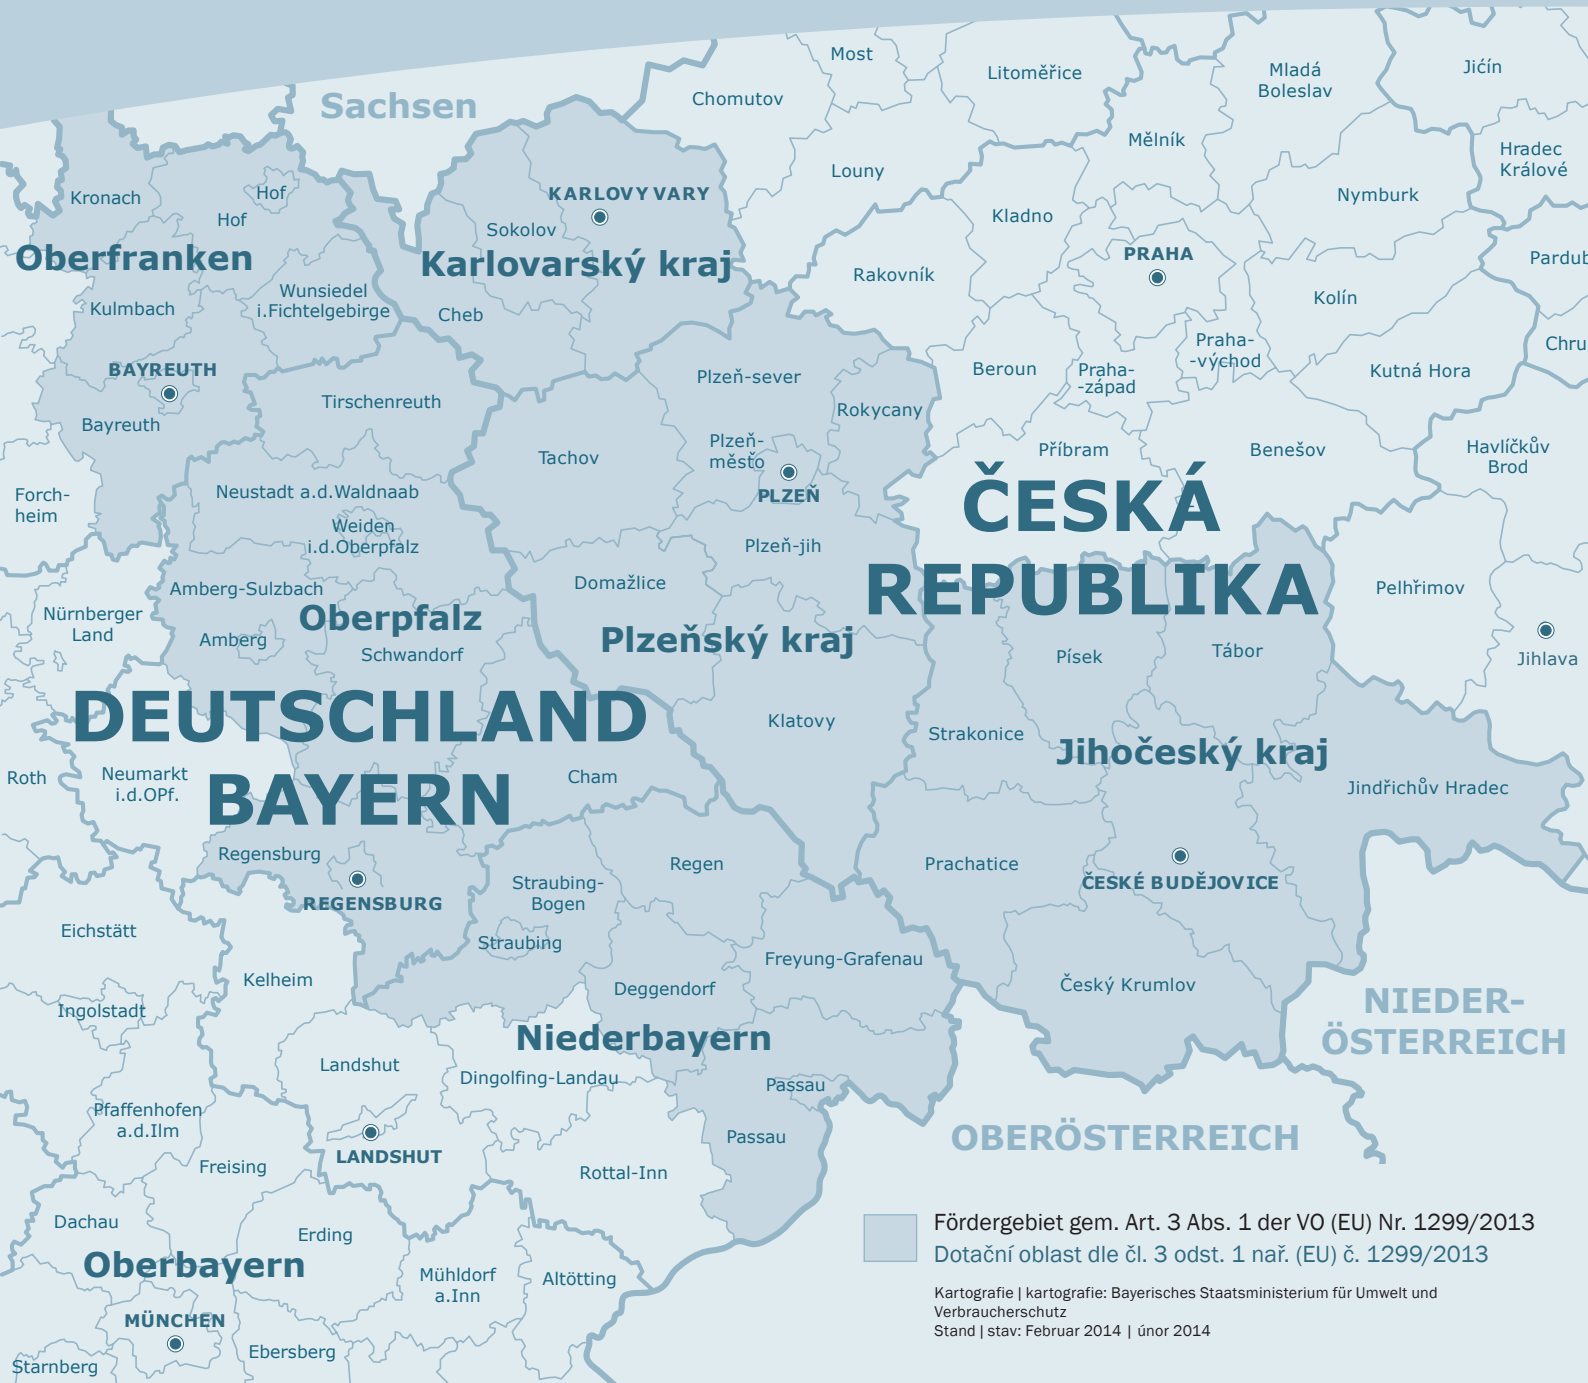 Sachsen
Most
Litoměřice
Mladá
Boleslav
Jićín
Chomutov
Mělník
Hradec
Králové
Louny
Nymburk
Kronach
Hof
Hof
KARLOVY VARY
Sokolov
Kladno
Oberfranken
Karlovarský kraj
Rakovník
PRAHA
Pardub
Wunsiedel
i.Fichtelgebirge
Kulmbach
Cheb
Kolín
Praha-
-východ
Chru
BAYREUTH
Beroun
Praha-
-západ
Kutná Hora
Plzeň-sever
Tirschenreuth
Rokycany
Bayreuth
Plzeň-
město
Tachov
Příbram
Benešov
Havlíčkův
Brod
Forch-
heim
Neustadt a.d.Waldnaab
PLZEŇ
Weiden
i.d.Oberpfalz
Plzeň-jih
ČESKÁ
REPUBLIKA
Amberg-Sulzbach
Domažlice
Pelhřimov
Nürnberger
Land
Oberpfalz
Amberg
Schwandorf
Plzeňský kraj
Písek
Tábor
Jihlava
DEUTSCHLAND
BAYERN
Klatovy
Strakonice
Jihočeský kraj
Roth
Neumarkt
i.d.OPf.
Cham
Jindřichův Hradec
Regensburg
REGENSBURG
Regen
Prachatice
ČESKÉ BUDĚJOVICE
Straubing-
Bogen
Eichstätt
Straubing
Freyung-Grafenau
Kelheim
Deggendorf
Český Krumlov
Ingolstadt
NIEDER-
ÖSTERREICH
Niederbayern
Landshut
Dingolfing-Landau
Passau
Pfaffenhofen
a.d.Ilm
Passau
OBERÖSTERREICH
LANDSHUT
Freising
Rottal-Inn
Dachau
Erding
Oberbayern
Mühldorf
a.Inn
Altötting
MÜNCHEN
Ebersberg
Starnberg
Fördergebiet gem. Art. 3 Abs. 1 der VO (EU) Nr. 1299/2013
Dotační oblast dle čl. 3 odst. 1 nař. (EU) č. 1299/2013
Kartografie | kartografie: Bayerisches Staatsministerium für Umwelt und
Verbraucherschutz
Stand | stav: Februar 2014 | únor 2014